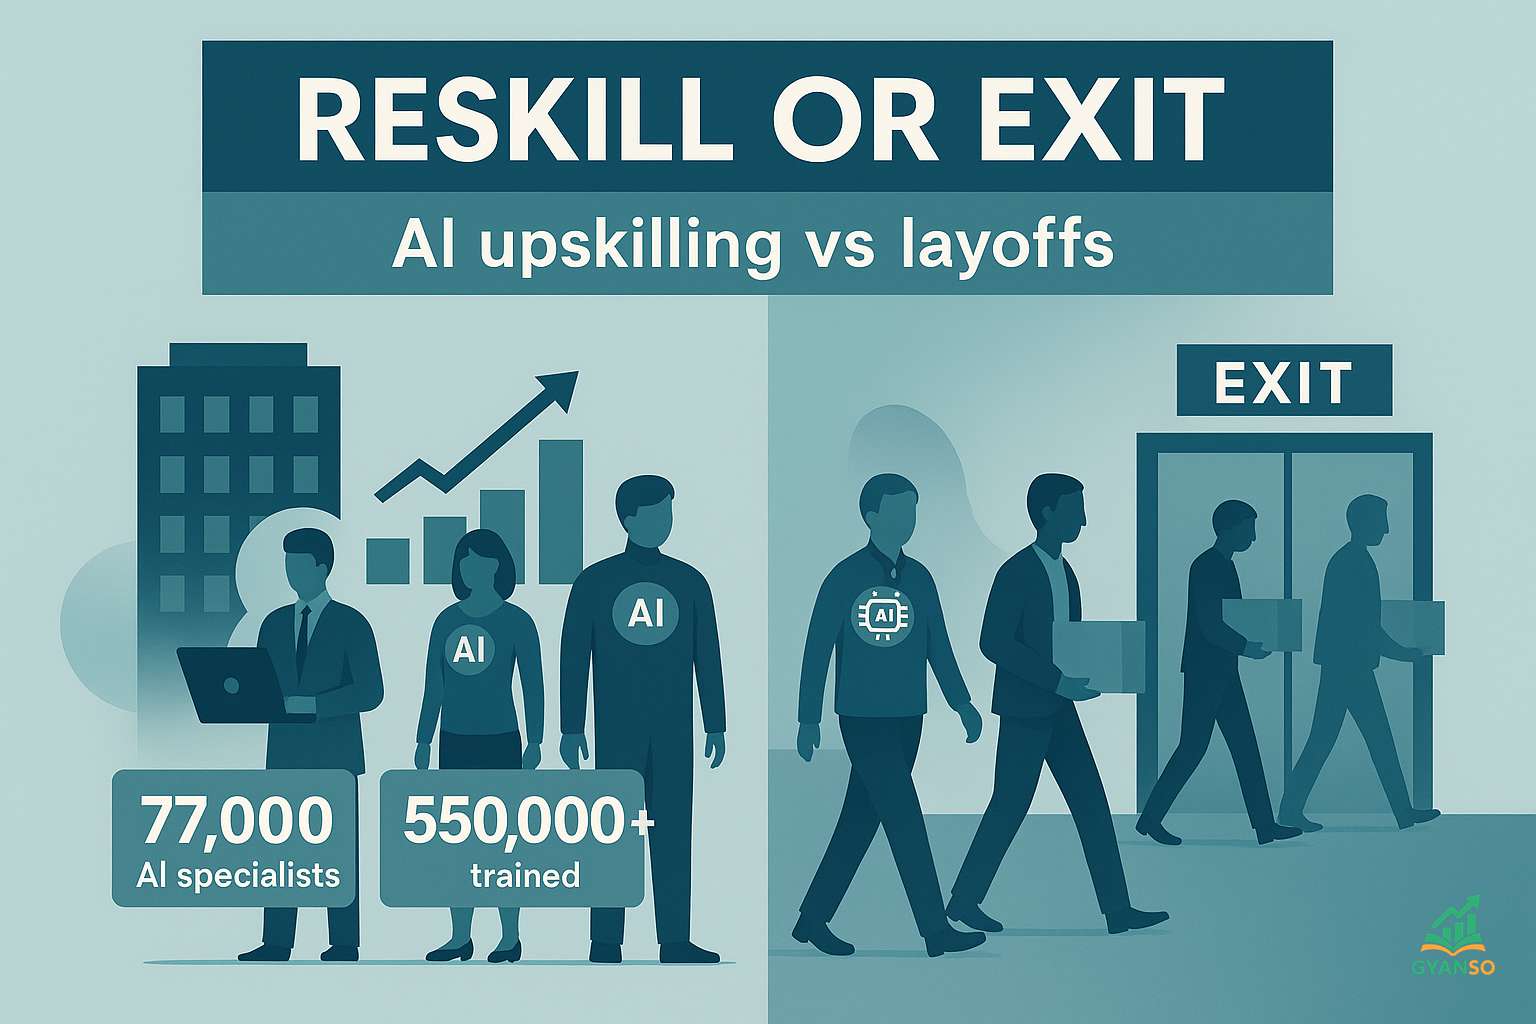 RESKILL OR EXIT
AI upskilling vs layoffs
EXIT
AI
AI
AI
77,000
AI specialists
550,000+
trained
GYANSO